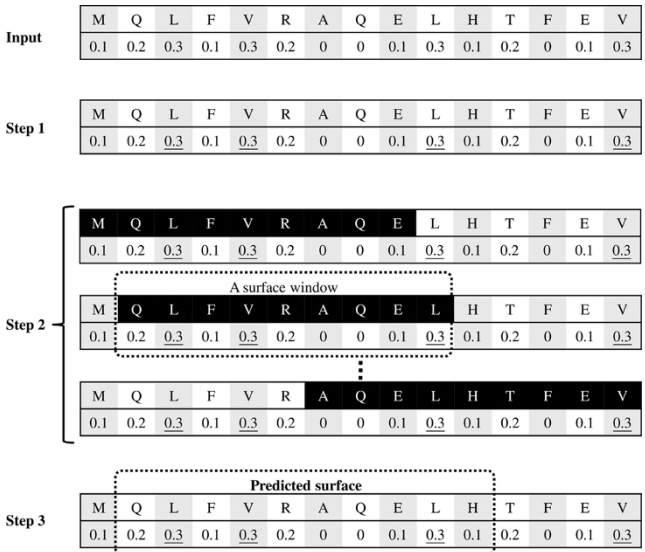 M Q L F V R A Q E L H T F E V
Input
0.1 0.2 0.3 0.1 0.3 0.2 0 0 0.1 0.3 0.1 0.2 0 0.1 0.3
M Q L F V R A Q E L H T F E V
Step 1
0.1 0.2 0.3 0.1 0.3 0.2 0 0 0.1 0.3 0.1 0.2 0 0.1 0.3
M Q L F V R A Q E L H T F E V
0.1 0.2 0.3 0.1 0.3 0.2 0 0 0.1 0.3 0.1 0.2 0 0.1 0.3
A surface window
M Q L F V R A Q E L H T F E V
Step 2
0.1 0.2 0.3 0.1 0.3 0.2 0 0 0.1 0.3 0.1 0.2 0 0.1 0.3
M Q L F V R A Q E L H T F E V
0.1 0.2 0.3 0.1 0.3 0.2 0 0 0.1 0.3 0.1 0.2 0 0.1 0.3
Predicted surface
M Q L F V R A Q E L H T F E V
Step 3
0.1 0.2 0.3 0.1 0.3 0.2 0 0 0.1 0.3 0.1 0.2 0 0.1 0.3